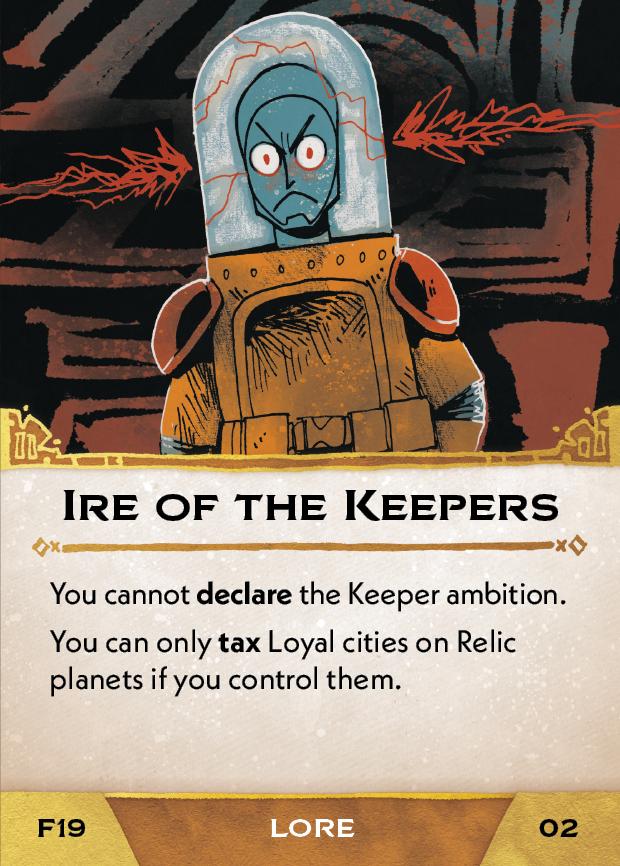 Ire of the Keepers
You cannot declare the Keeper ambition.
You can only tax Loyal cities on Relic
planets if you control them.
F19 LORE 02